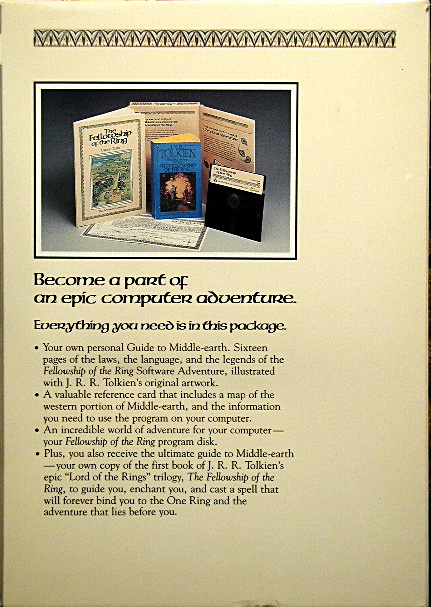 The
Fellowship
of the Ring
TOLKIEN
Become a part of
an epic computer adventure.
Everything you need is in this package.
• Your own personal Guide to Middle-earth. Sixteen
pages of the laws, the language, and the legends of the
Fellowship of the Ring Software Adventure, illustrated
with J. R. R. Tolkien's original artwork.
• A valuable reference card that includes a map of the
western portion of Middle-earth, and the information
you need to use the program on your computer.
• An incredible world of adventure for your computer—
your Fellowship of the Ring program disk.
• Plus, you also receive the ultimate guide to Middle-earth
—your own copy of the first book of J. R. R. Tolkien's
epic "Lord of the Rings" trilogy, The Fellowship of the
Ring, to guide you, enchant you, and cast a spell that
will forever bind you to the One Ring and the
adventure that lies before you.